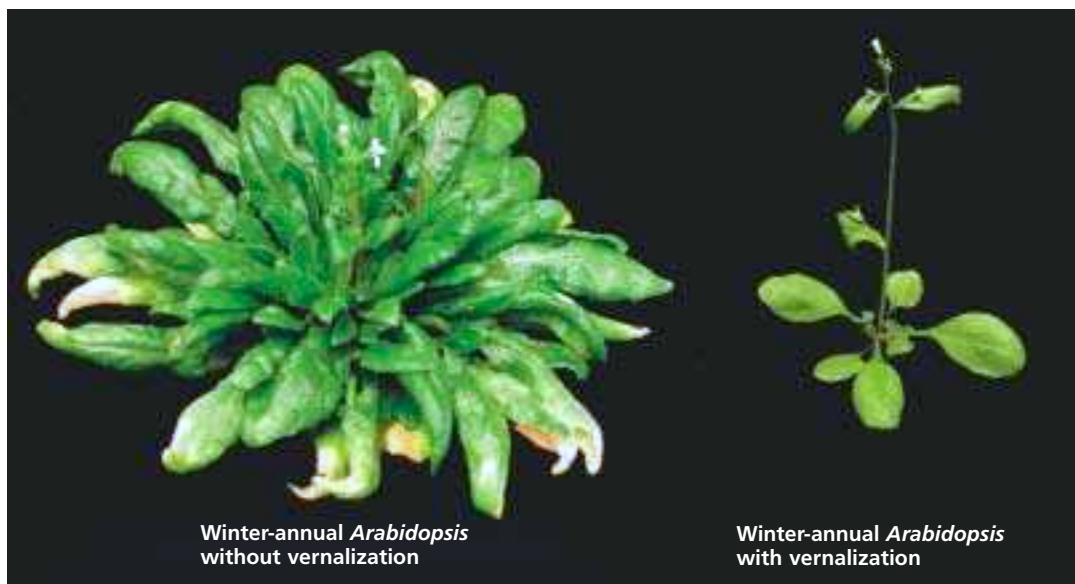 Winter-annual Arabidopsis
without vernalization
Winter-annual Arabidopsis
with vernalization